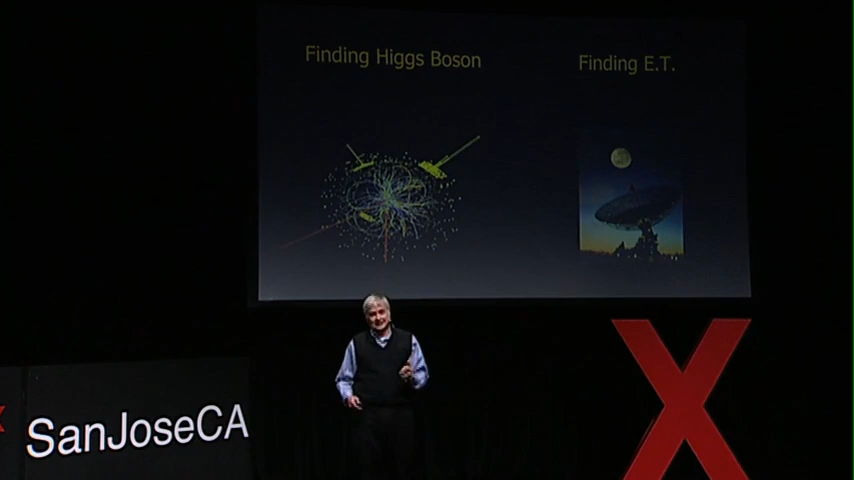 Finding Higgs Boson
Finding E.T.
x
SanJoseCA
X